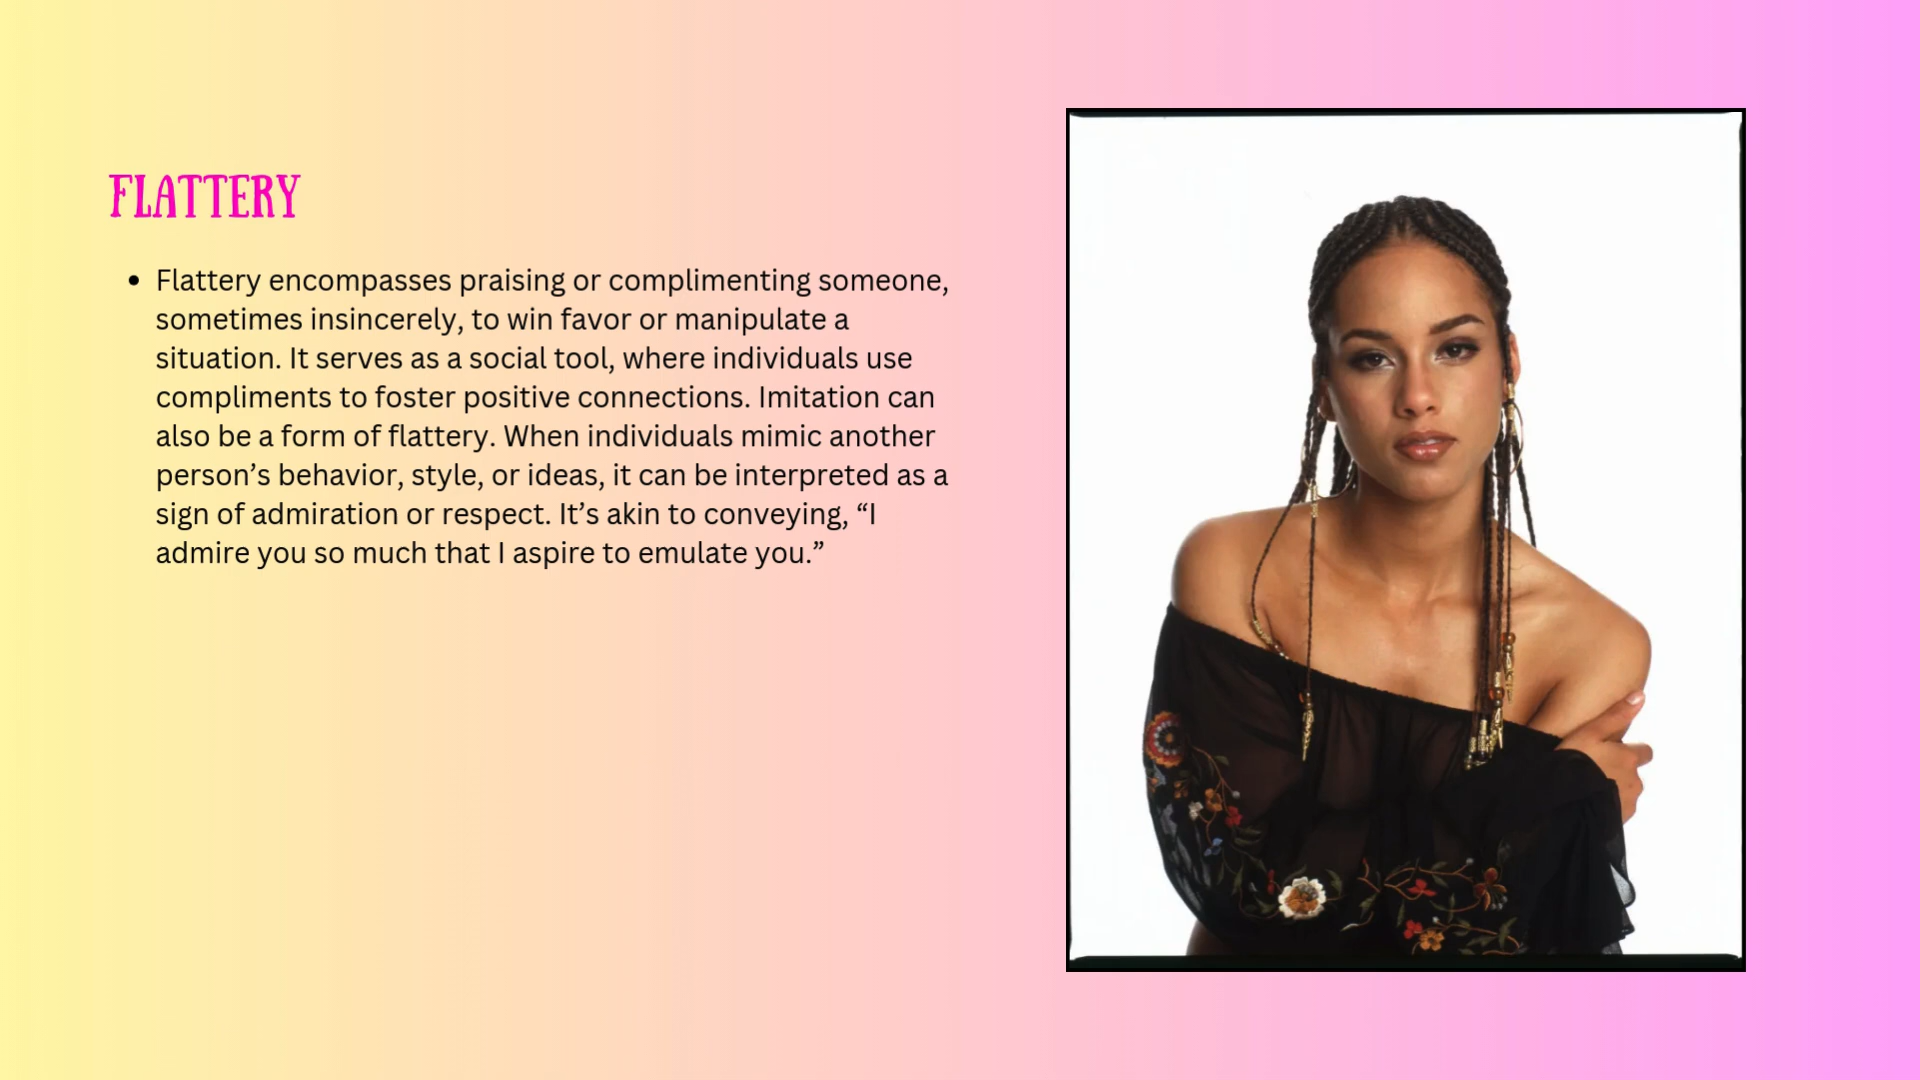 FLATTERY
Flattery encompasses praising or complimenting someone,
sometimes insincerely, to win favor or manipulate a
situation. It serves as a social tool, where individuals use
compliments to foster positive connections. Imitation can
also be a form of flattery. When individuals mimic another
person’s behavior, style, or ideas, it can be interpreted as a
sign of admiration or respect. It’s akin to conveying, “I
admire you so much that I aspire to emulate you.”